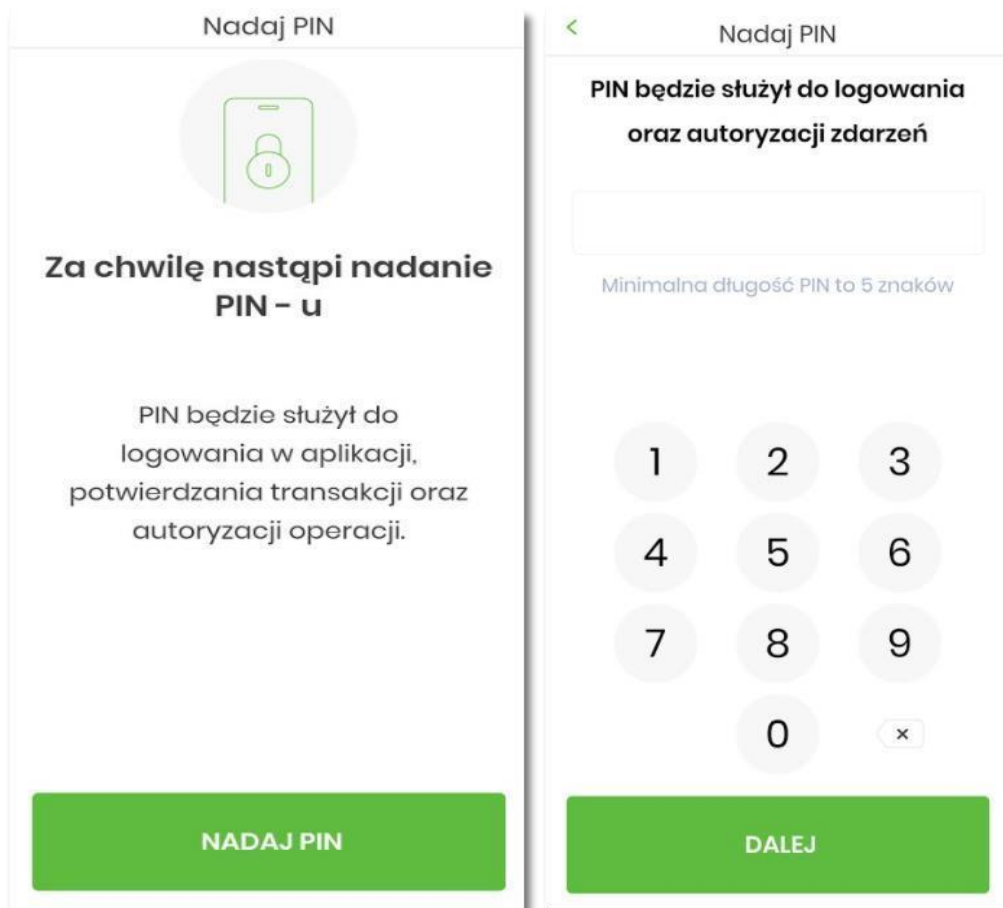 Nadaj PIN
Za chwilę nastąpi nadanie
PIN - u
PIN będzie służył do
logowania w aplikacji,
potwierdzania transakcji oraz
autoryzacji operacji.
NADAJ PIN
Nadaj PIN
PIN będzie służył do logowania
oraz autoryzacji zdarzeń
Minimalna długość PIN to 5 znaków
1 2 3
4 5 6
7 8 9
0
DALEJ